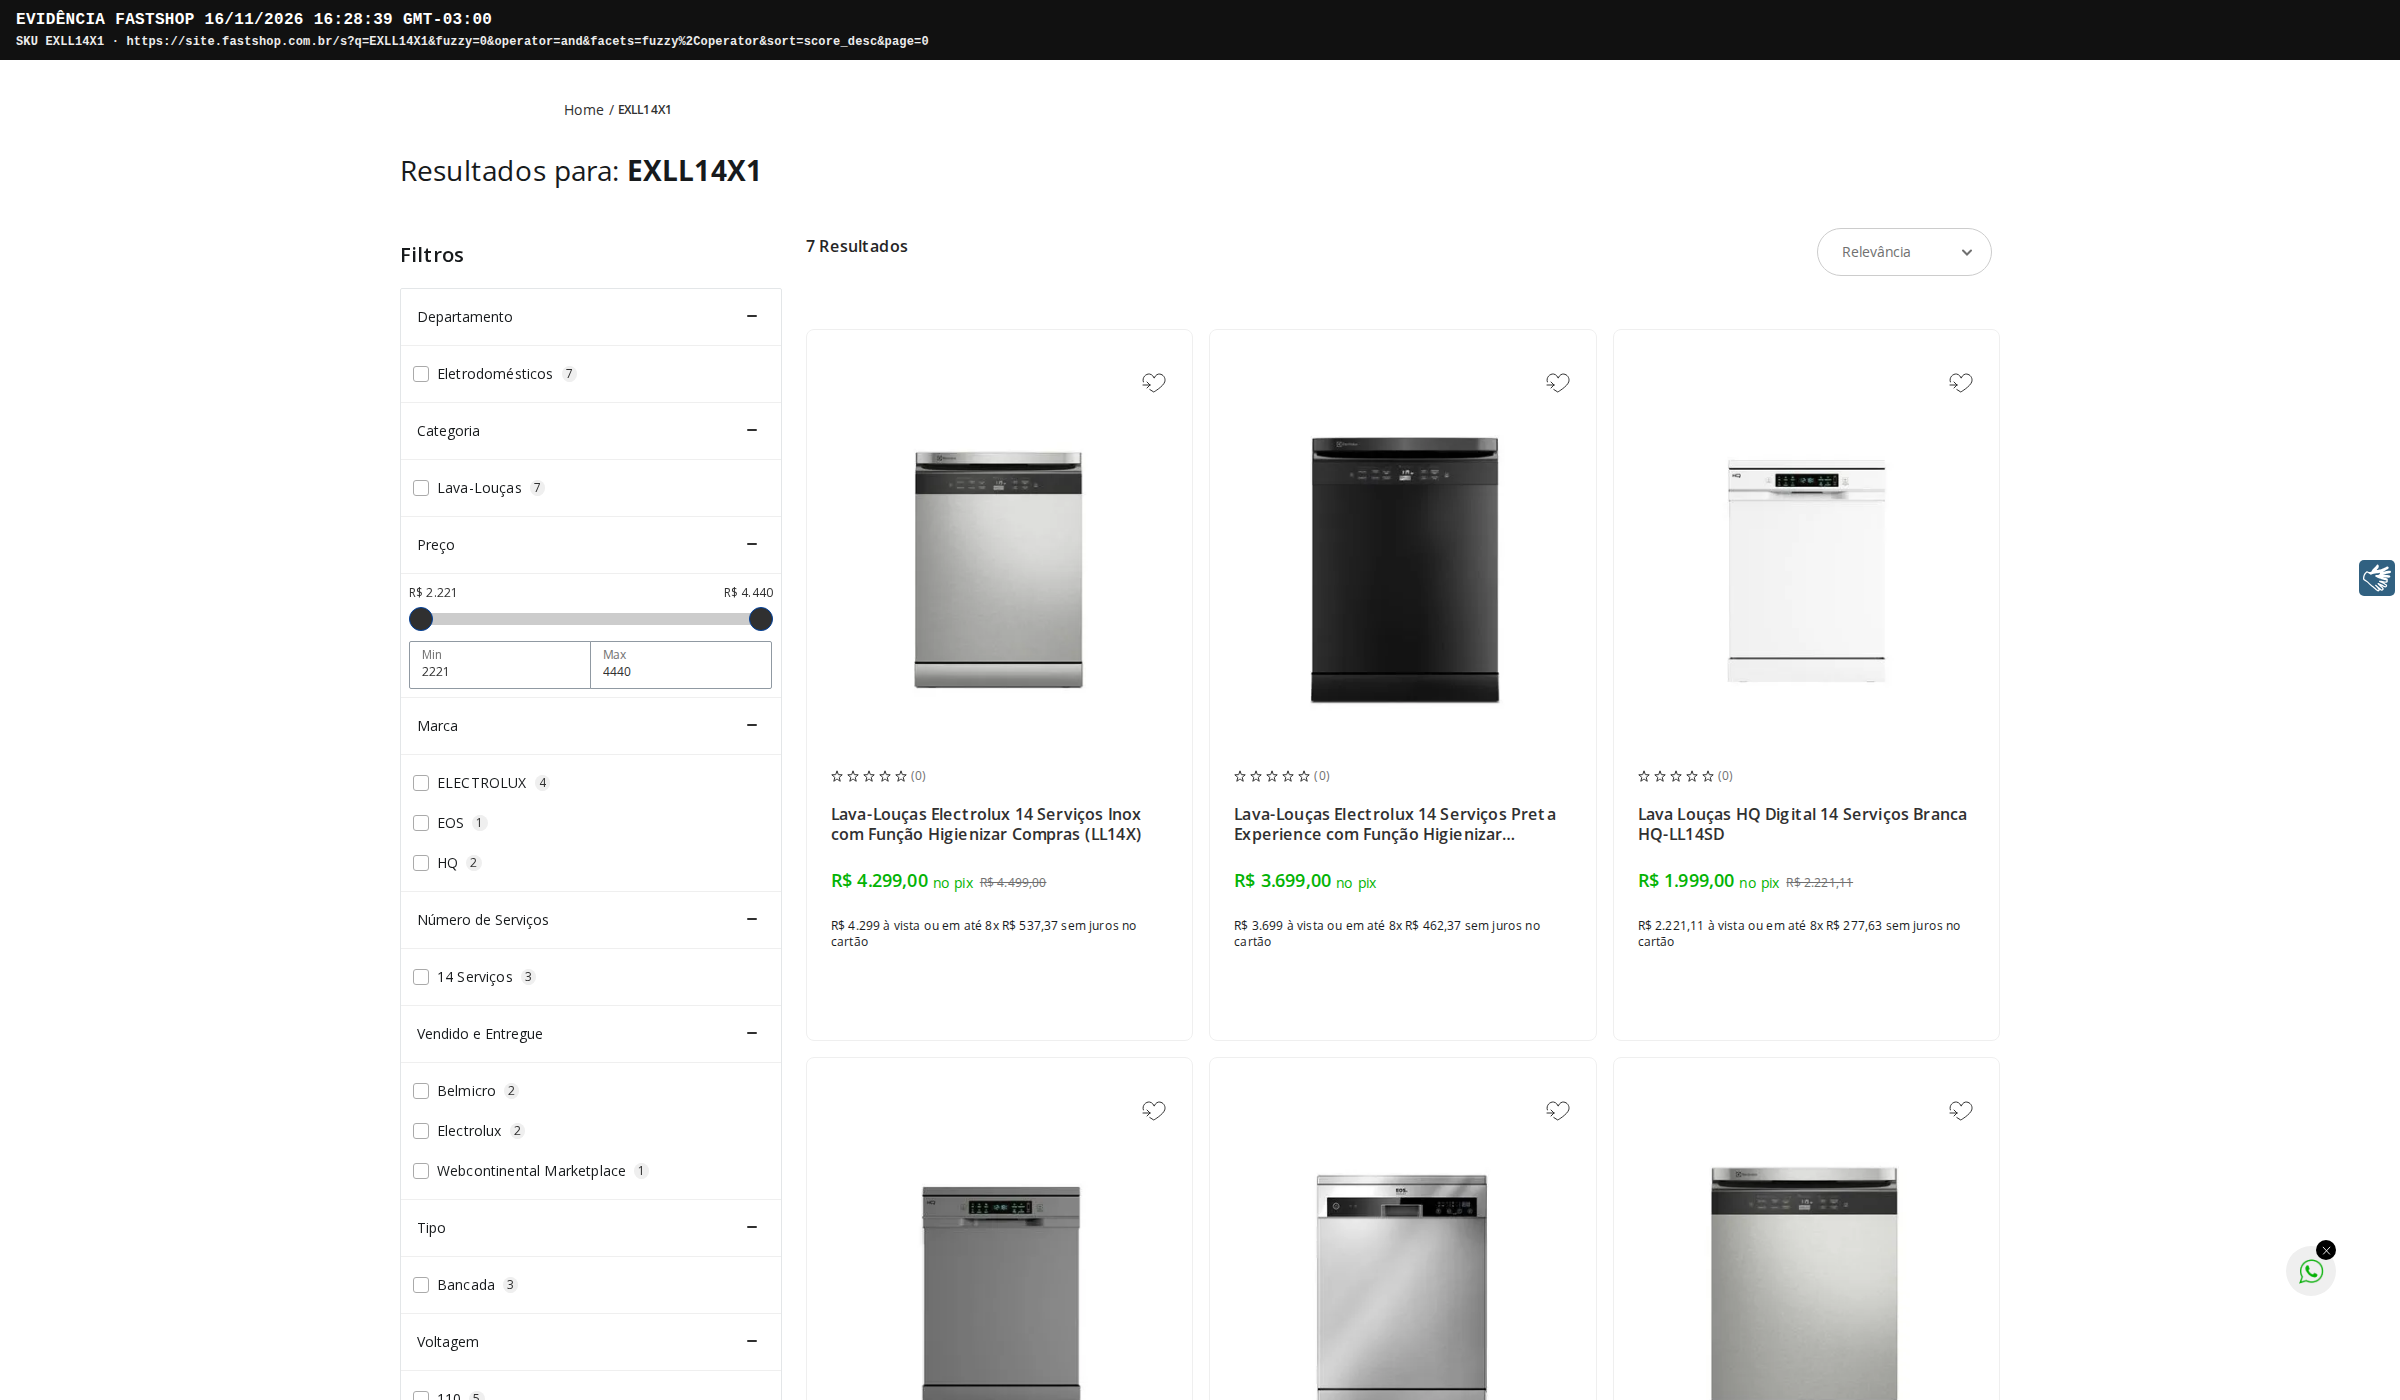 EVIDÊNCIA FASTSHOP 16/11/2026 16:28:39 GMT-03:00
SKU EXLL14X1 · https://site.fastshop.com.br/s?q=EXLL14X1&fuzzy=0&operator=and&facets=fuzzy%2Coperator&sort=score_desc&page=0
Home / EXLL14X1
Resultados para: EXLL14X1
Filtros
7 Resultados
Relevância
Departamento
Eletrodomésticos 7
Categoria
Lava-Louças 7
Preço
R$ 2.221
R$ 4.440
Min
2221
Max
4440
Marca
ELECTROLUX 4
EOS 1
HQ 2
Número de Serviços
14 Serviços 3
Vendido e Entregue
Belmicro 2
Electrolux 2
Webcontinental Marketplace 1
Tipo
Bancada 3
Voltagem
110 5
(0)
Lava-Louças Electrolux 14 Serviços Inox
com Função Higienizar Compras (LL14X)
R$ 4.299,00 no pix R$ 4.499,00
R$ 4.299 à vista ou em até 8x R$ 537,37 sem juros no
cartão
(0)
Lava-Louças Electrolux 14 Serviços Preta
Experience com Função Higienizar...
R$ 3.699,00 no pix
R$ 3.699 à vista ou em até 8x R$ 462,37 sem juros no
cartão
HQ
(0)
Lava Louças HQ Digital 14 Serviços Branca
HQ-LL14SD
R$ 1.999,00 no pix R$ 2.221,11
R$ 2.221,11 à vista ou em até 8x R$ 277,63 sem juros no
cartão
HQ
EOS